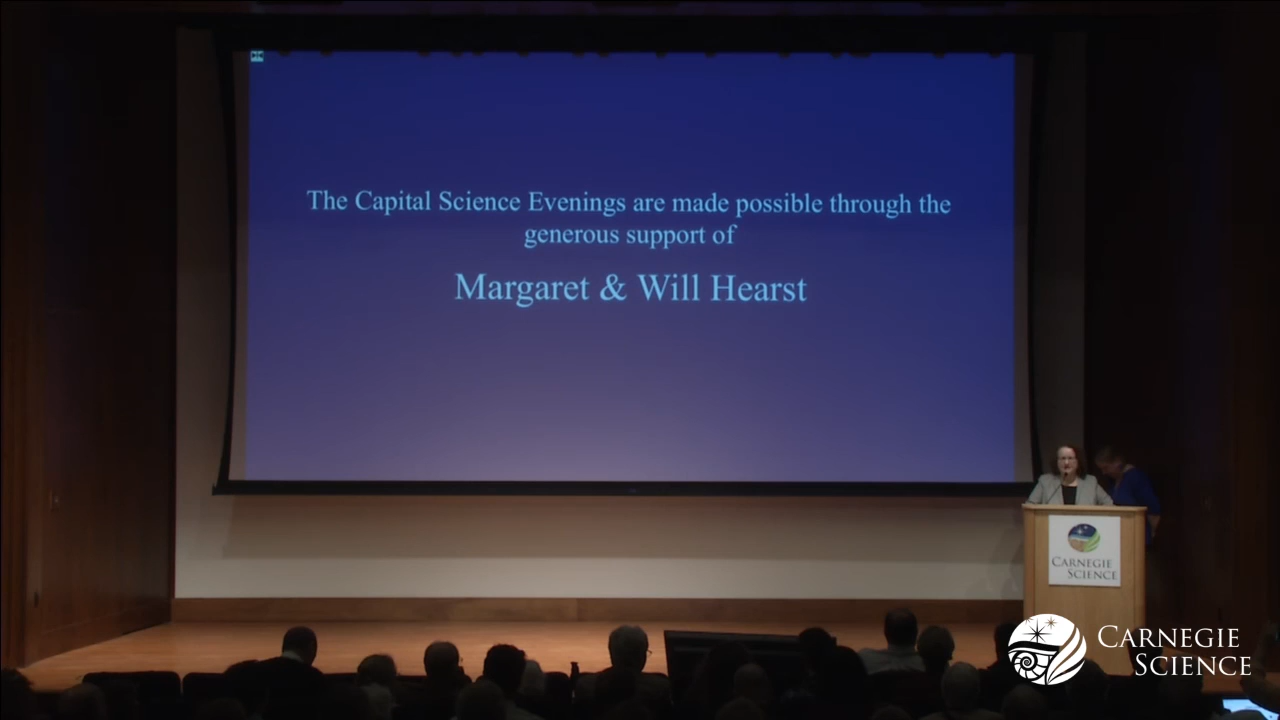 The Capital Science Evenings are made possible through the
generous support of
Margaret & Will Hearst
CARNEGIE
SCIENCE
CARNEGIE
SCIENCE